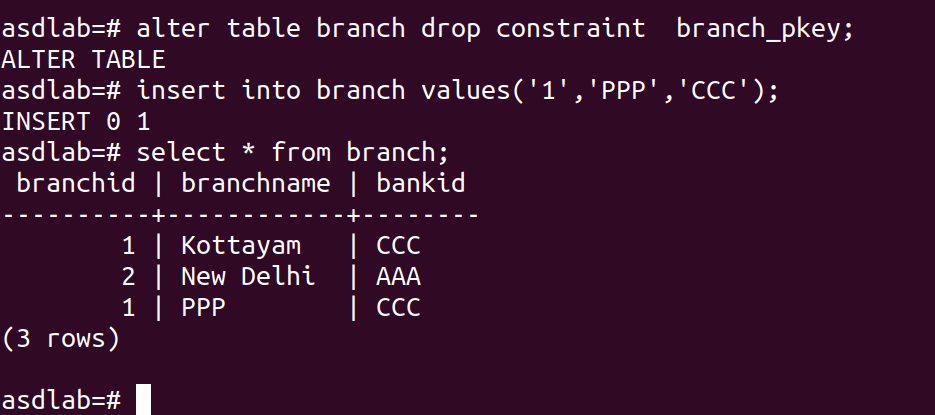 asdlab=# alter table branch drop constraint  branch_pkey;
ALTER TABLE
asdlab=# insert into branch values('1','PPP','CCC');
INSERT 0 1
asdlab=# select * from branch;
 branchid | branchname | bankid
----------+------------+--------
        1 | Kottayam   | CCC
        2 | New Delhi  | AAA
        1 | PPP        | CCC
(3 rows)

asdlab=#